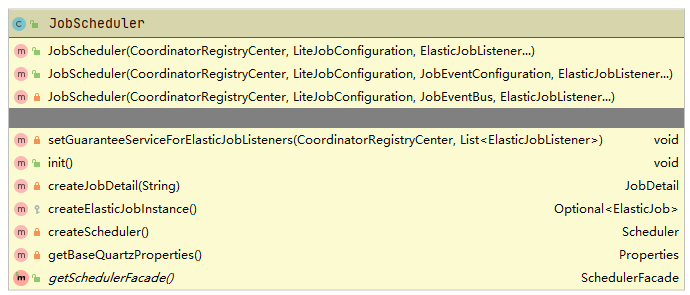 JobScheduler
JobScheduler(CoordinatorRegistryCenter, LiteJobConfiguration, ElasticJobListener...)
JobScheduler(CoordinatorRegistryCenter, LiteJobConfiguration, JobEventConfiguration, ElasticJobListener...)
JobScheduler(CoordinatorRegistryCenter, LiteJobConfiguration, JobEventBus, ElasticJobListener...)
setGuaranteeServiceForElasticJobListeners(CoordinatorRegistryCenter, List<ElasticJobListener>) void
init() void
createJobDetail(String) JobDetail
createElasticJobInstance() Optional<ElasticJob>
createScheduler() Scheduler
getBaseQuartzProperties() Properties
getSchedulerFacade() SchedulerFacade